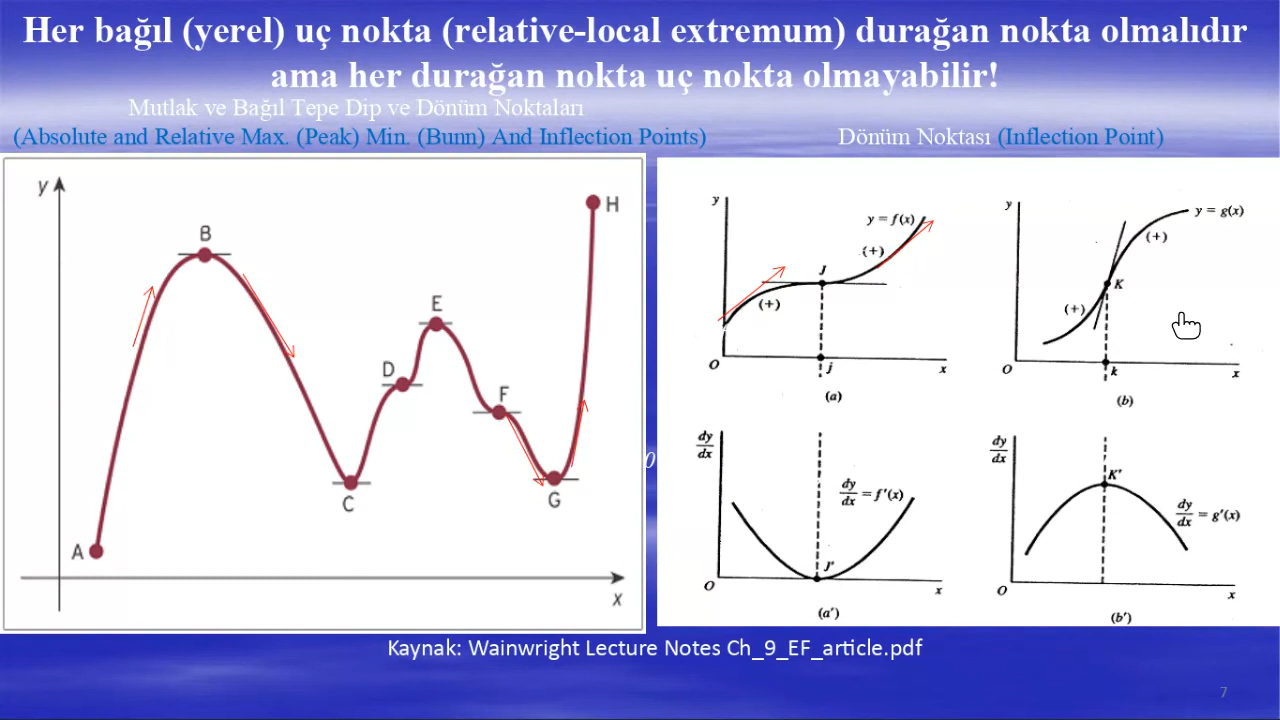 Her bağıl (yerel) uç nokta (relative-local extremum) durağan nokta olmalıdır
ama her durağan nokta uç nokta olmayabilir!
Mutlak ve Bağıl Tepe Dip ve Dönüm Noktaları
(Absolute and Relative Max. (Peak) Min. (Bunn) And Inflection Points)
Dönüm Noktası (Inflection Point)
y
H
B
E
D
F
C
G
A
x
0
y
y = f(x)
(+)
J
(+)
O
j
x
(a)
y
y = g(x)
(+)
K
(+)
O
k
x
(b)
dy
dx
dy
dx = f'(x)
J'
O
x
(a')
dy
dx
K'
dy
dx = g'(x)
O
x
(b')
Kaynak: Wainwright Lecture Notes Ch_9_EF_article.pdf
7